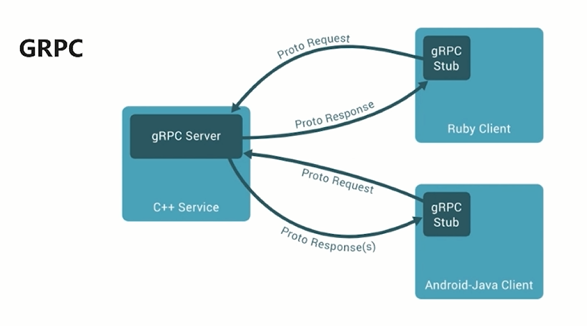 GRPC
Proto Request
gRPC
Stub
Proto Response
Ruby Client
gRPC Server
C++ Service
Proto Request
gRPC
Stub
Proto Response(s)
Android-Java Client